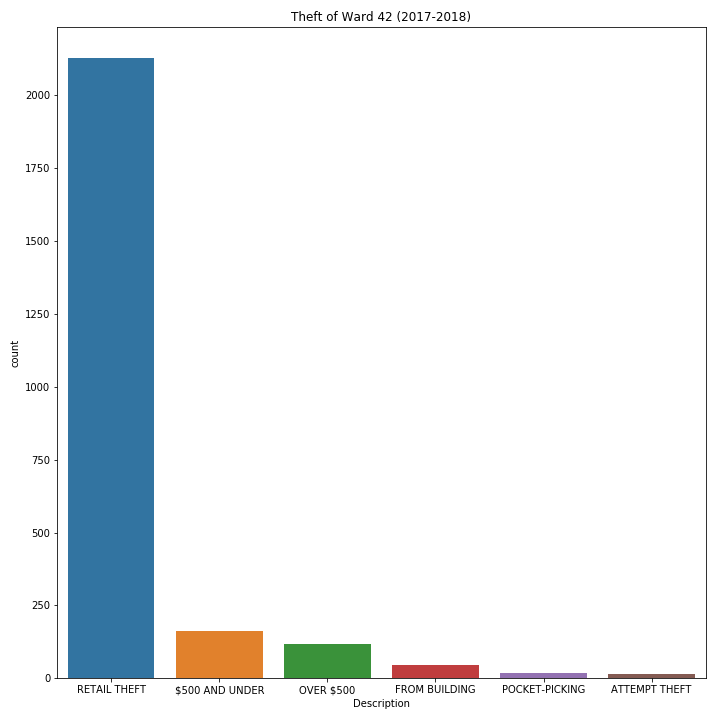 Theft of Ward 42 (2017-2018)
count
2000
1750
1500
1250
1000
750
500
250
0
RETAIL THEFT $500 AND UNDER OVER $500 FROM BUILDING POCKET-PICKING ATTEMPT THEFT
Description